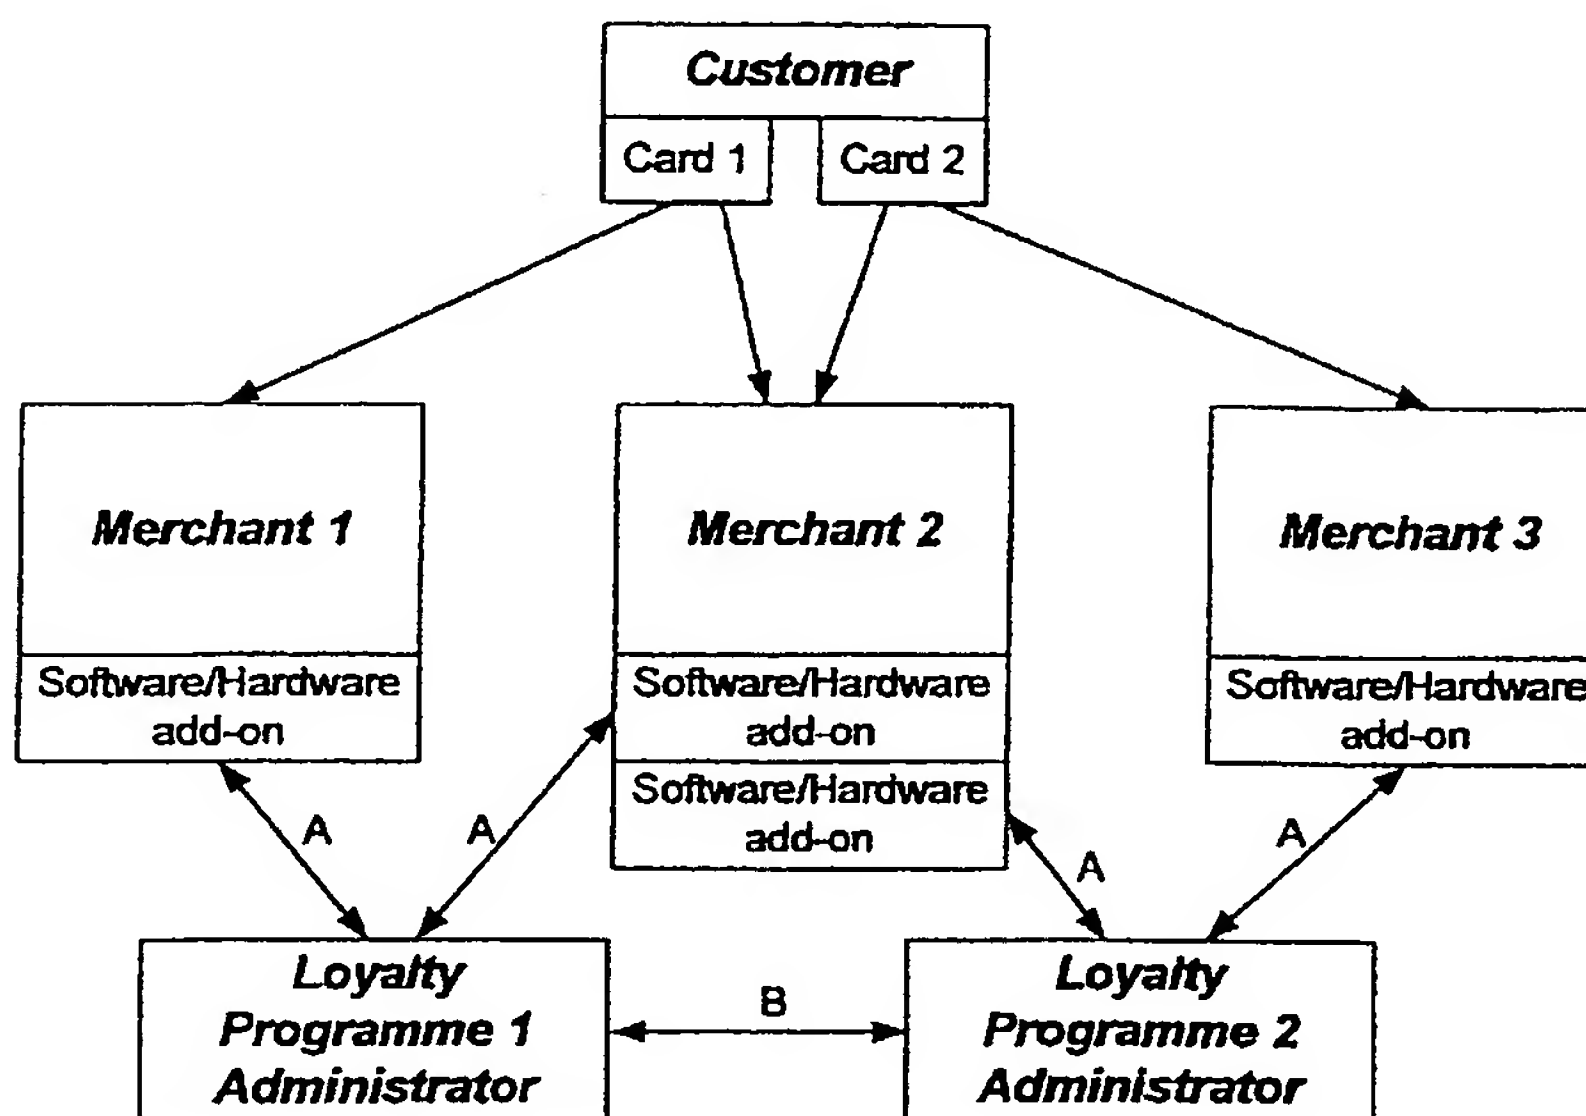 Customer
Card 1
Card 2
Merchant 1
Merchant 2
Merchant 3
Software/Hardware
add-on
Software/Hardware
add-on
Software/Hardware
add-on
Software/Hardware
add-on
A
A
A
A
Loyalty
Programme 1
Administrator
B
Loyalty
Programme 2
Administrator